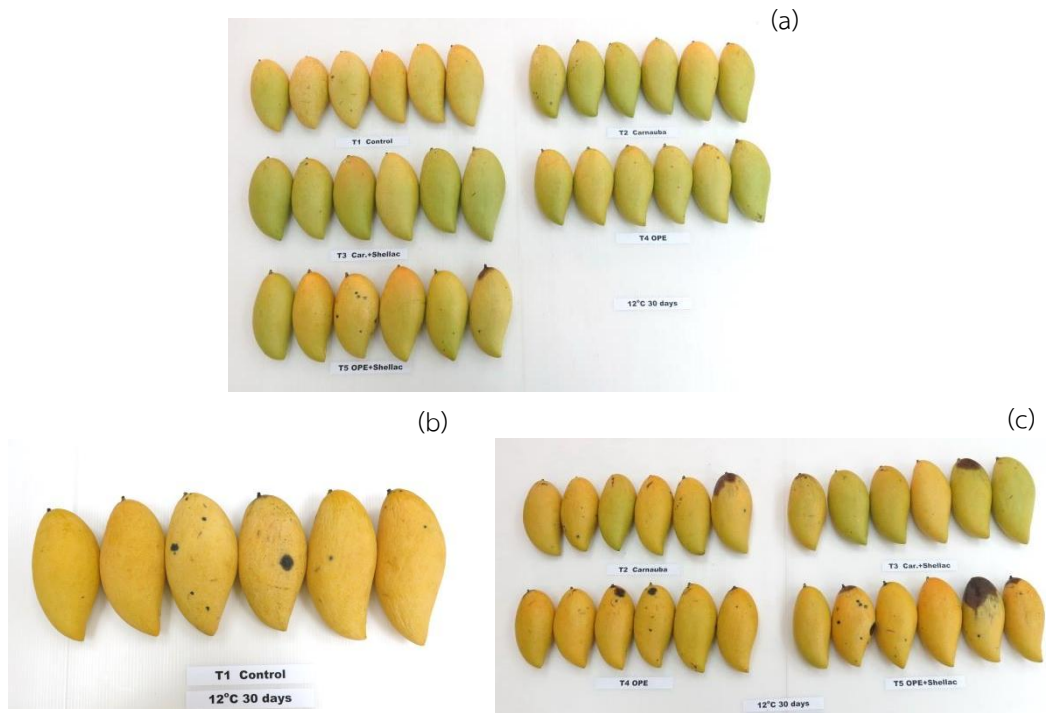 (a)
T1 Control
T2 Carnauba
T3 Car.+Shellac
T4 OPE
12°C 30 days
T5 OPE+Shellac
(b)
T1 Control
12°C 30 days
(c)
T2 Carnauba
T3 Car.+Shellac
T4 OPE
T5 OPE+Shellac
12°C 30 days